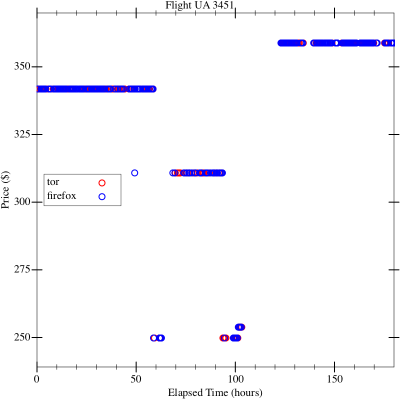 Flight UA 3451
Price ($)
350
325
300
275
250
tor
firefox
0
50
100
150
Elapsed Time (hours)